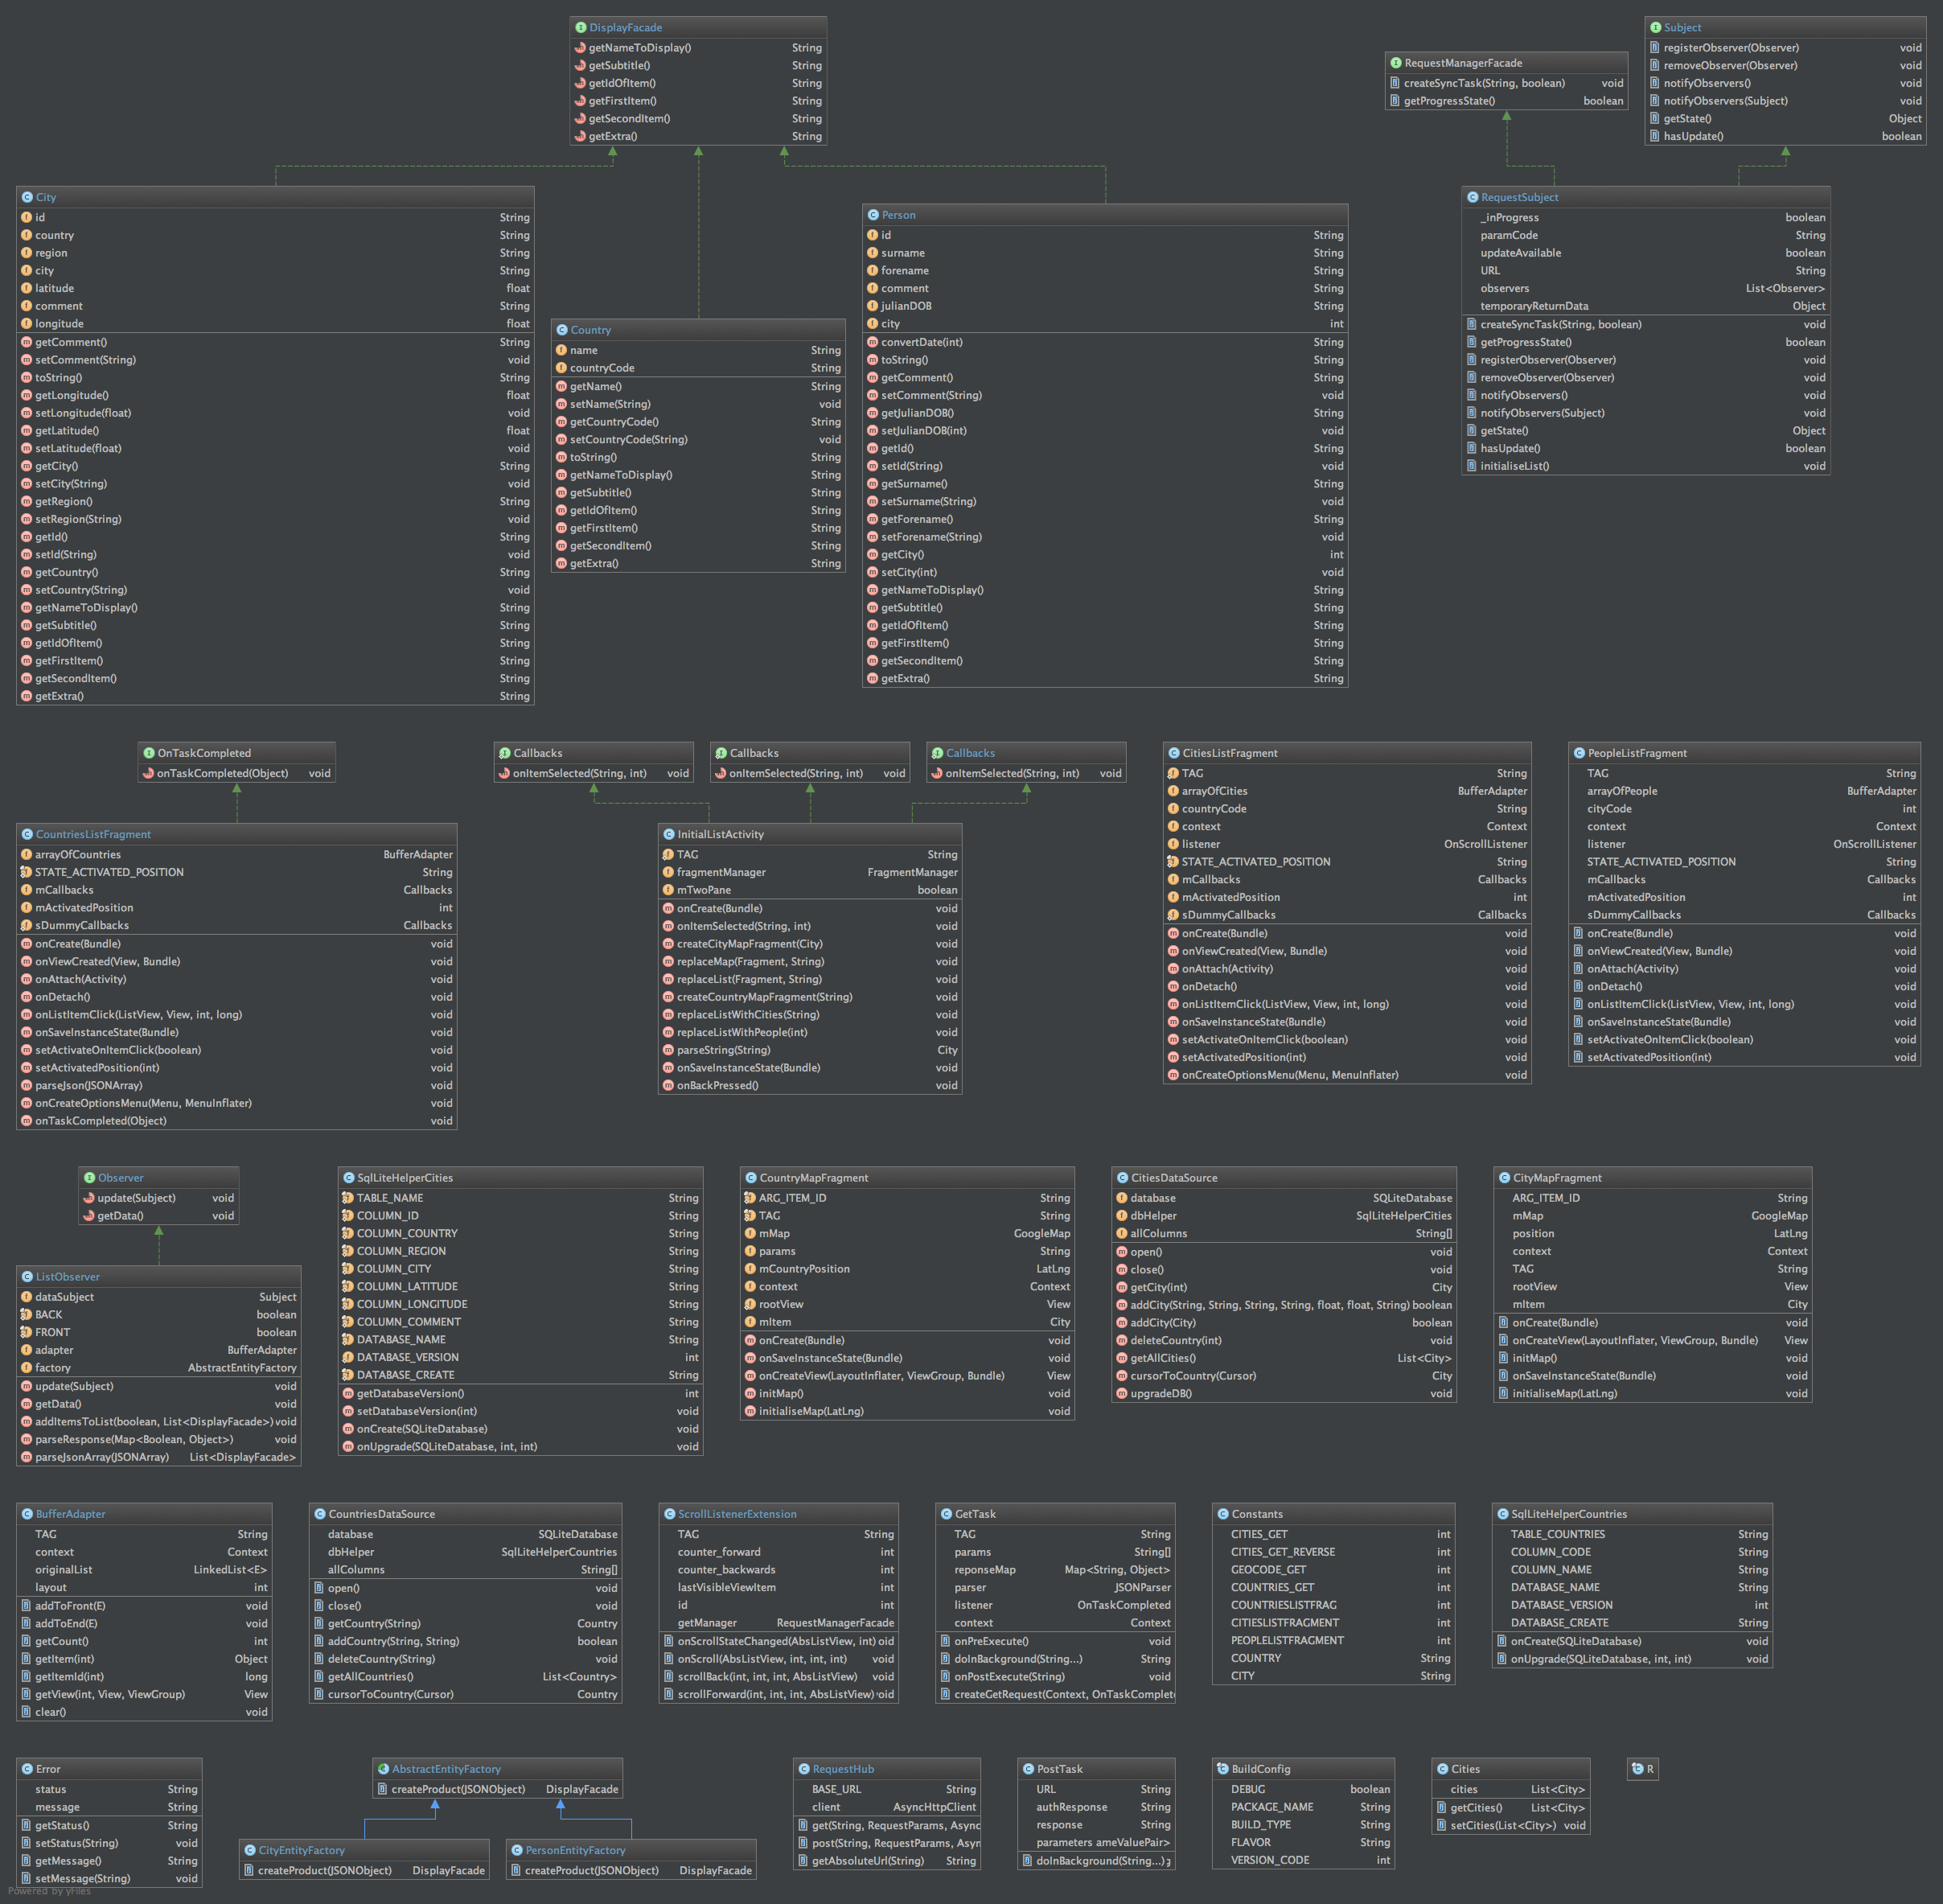 DisplayFacade
getNameToDisplay() String
getSubtitle() String
getIdOfItem() String
getFirstItem() String
getSecondItem() String
getExtra() String
RequestManagerFacade
createSyncTask(String, boolean) void
getProgressState() boolean
Subject
registerObserver(Observer) void
removeObserver(Observer) void
notifyObservers() void
notifyObservers(Subject) void
getState() Object
hasUpdate() boolean
City
id String
country String
region String
city String
latitude float
comment String
longitude float
getComment() String
setComment(String) void
toString() String
getLongitude() float
setLongitude(float) void
getLatitude() float
setLatitude(float) void
getCity() String
setCity(String) void
getRegion() String
setRegion(String) void
getId() String
setId(String) void
getCountry() String
setCountry(String) void
getNameToDisplay() String
getSubtitle() String
getIdOfItem() String
getFirstItem() String
getSecondItem() String
getExtra() String
Country
name String
countryCode String
getName() String
setName(String) void
getCountryCode() String
setCountryCode(String) void
toString() String
getNameToDisplay() String
getSubtitle() String
getIdOfItem() String
getFirstItem() String
getSecondItem() String
getExtra() String
Person
id String
surname String
forename String
comment String
julianDOB String
city int
convertDate(int) String
toString() String
getComment() String
setComment(String) void
getJulianDOB() String
setJulianDOB(int) void
getId() String
setId(String) void
getSurname() String
setSurname(String) void
getForename() String
setForename(String) void
getCity() int
setCity(int) void
getNameToDisplay() String
getSubtitle() String
getIdOfItem() String
getFirstItem() String
getSecondItem() String
getExtra() String
RequestSubject
_inProgress boolean
paramCode String
updateAvailable boolean
URL String
observers List<Observer>
temporaryReturnData Object
createSyncTask(String, boolean) void
getProgressState() boolean
registerObserver(Observer) void
removeObserver(Observer) void
notifyObservers() void
notifyObservers(Subject) void
getState() Object
hasUpdate() boolean
initialiseList() void
OnTaskCompleted
onTaskCompleted(Object) void
Callbacks
onItemSelected(String, int) void
Callbacks
onItemSelected(String, int) void
Callbacks
onItemSelected(String, int) void
CountriesListFragment
arrayOfCountries BufferAdapter
STATE_ACTIVATED_POSITION String
mCallbacks Callbacks
mActivatedPosition int
sDummyCallbacks Callbacks
onCreate(Bundle) void
onViewCreated(View, Bundle) void
onAttach(Activity) void
onDetach() void
onListItemClick(ListView, View, int, long) void
onSaveInstanceState(Bundle) void
setActivateOnItemClick(boolean) void
setActivatedPosition(int) void
parseJson(JSONArray) void
onCreateOptionsMenu(Menu, MenuInflater) void
onTaskCompleted(Object) void
InitialListActivity
TAG String
fragmentManager FragmentManager
mTwoPane boolean
onCreate(Bundle) void
onItemSelected(String, int) void
createCityMapFragment(City) void
replaceMap(Fragment, String) void
replaceList(Fragment, String) void
createCountryMapFragment(String) void
replaceListWithCities(String) void
replaceListWithPeople(int) void
parseString(String) City
onSaveInstanceState(Bundle) void
onBackPressed() void
CitiesListFragment
TAG String
arrayOfCities BufferAdapter
countryCode String
context Context
listener OnScrollListener
STATE_ACTIVATED_POSITION String
mCallbacks Callbacks
mActivatedPosition int
sDummyCallbacks Callbacks
onCreate(Bundle) void
onViewCreated(View, Bundle) void
onAttach(Activity) void
onDetach() void
onListItemClick(ListView, View, int, long) void
onSaveInstanceState(Bundle) void
setActivateOnItemClick(boolean) void
setActivatedPosition(int) void
onCreateOptionsMenu(Menu, MenuInflater) void
PeopleListFragment
TAG String
arrayOfPeople BufferAdapter
cityCode int
context Context
listener OnScrollListener
STATE_ACTIVATED_POSITION String
mCallbacks Callbacks
mActivatedPosition int
sDummyCallbacks Callbacks
onCreate(Bundle) void
onViewCreated(View, Bundle) void
onAttach(Activity) void
onDetach() void
onListItemClick(ListView, View, int, long) void
onSaveInstanceState(Bundle) void
setActivateOnItemClick(boolean) void
setActivatedPosition(int) void
Observer
update(Subject) void
getData() void
ListObserver
dataSubject Subject
BACK boolean
FRONT boolean
adapter BufferAdapter
factory AbstractEntityFactory
update(Subject) void
getData() void
addItemsToList(boolean, List<DisplayFacade>) void
parseResponse(Map<Boolean, Object>) void
parseJsonArray(JSONArray) List<DisplayFacade>
SqlLiteHelperCities
TABLE_NAME String
COLUMN_ID String
COLUMN_COUNTRY String
COLUMN_REGION String
COLUMN_CITY String
COLUMN_LATITUDE String
COLUMN_LONGITUDE String
COLUMN_COMMENT String
DATABASE_NAME String
DATABASE_VERSION int
DATABASE_CREATE String
getDatabaseVersion() int
setDatabaseVersion(int) void
onCreate(SQLiteDatabase) void
onUpgrade(SQLiteDatabase, int, int) void
CountryMapFragment
ARG_ITEM_ID String
TAG String
mMap GoogleMap
params String
mCountryPosition LatLng
context Context
rootView View
mItem City
onCreate(Bundle) void
onSaveInstanceState(Bundle) void
onCreateView(LayoutInflater, ViewGroup, Bundle) View
initMap() void
initialiseMap(LatLng) void
CitiesDataSource
database SQLiteDatabase
dbHelper SqlLiteHelperCities
allColumns String[]
open() void
close() void
getCity(int) City
addCity(String, String, String, String, float, float, String) boolean
addCity(City) boolean
deleteCountry(int) void
getAllCities() List<City>
cursorToCountry(Cursor) City
upgradeDB() void
CityMapFragment
ARG_ITEM_ID String
mMap GoogleMap
position LatLng
context Context
TAG String
rootView View
mItem City
onCreate(Bundle) void
onCreateView(LayoutInflater, ViewGroup, Bundle) View
initMap() void
onSaveInstanceState(Bundle) void
initialiseMap(LatLng) void
BufferAdapter
TAG String
context Context
originalList LinkedList<E>
layout int
addToFront(E) void
addToEnd(E) void
getCount() int
getItem(int) Object
getItemId(int) long
getView(int, View, ViewGroup) View
clear() void
CountriesDataSource
database SQLiteDatabase
dbHelper SqlLiteHelperCountries
allColumns String[]
open() void
close() void
getCountry(String) Country
addCountry(String, String) boolean
deleteCountry(String) void
getAllCountries() List<Country>
cursorToCountry(Cursor) Country
ScrollListenerExtension
TAG String
counter_forward int
counter_backwards int
lastVisibleViewItem int
id int
getManager RequestManagerFacade
onScrollStateChanged(AbsListView, int) oid
onScroll(AbsListView, int, int, int) void
scrollBack(int, int, int, AbsListView) void
scrollForward(int, int, int, AbsListView) oid
GetTask
TAG String
params String[]
reponseMap Map<String, Object>
parser JSONParser
listener OnTaskCompleted
context Context
onPreExecute() void
doInBackground(String...) String
onPostExecute(String) void
createGetRequest(Context, OnTaskComplet
Constants
CITIES_GET int
CITIES_GET_REVERSE int
GEOCODE_GET int
COUNTRIES_GET int
COUNTRIESLISTFRAG int
CITIESLISTFRAGMENT int
PEOPLELISTFRAGMENT int
COUNTRY String
CITY String
SqlLiteHelperCountries
TABLE_COUNTRIES String
COLUMN_CODE String
COLUMN_NAME String
DATABASE_NAME String
DATABASE_VERSION int
DATABASE_CREATE String
onCreate(SQLiteDatabase) void
onUpgrade(SQLiteDatabase, int, int) void
Error
status String
message String
getStatus() String
setStatus(String) void
getMessage() String
setMessage(String) void
AbstractEntityFactory
createProduct(JSONObject) DisplayFacade
CityEntityFactory
createProduct(JSONObject) DisplayFacade
PersonEntityFactory
createProduct(JSONObject) DisplayFacade
RequestHub
BASE_URL String
client AsyncHttpClient
get(String, RequestParams, Async
post(String, RequestParams, Asyn
getAbsoluteUrl(String) String
PostTask
URL String
authResponse String
response String
parameters ameValuePair>
doInBackground(String...)
BuildConfig
DEBUG boolean
PACKAGE_NAME String
BUILD_TYPE String
FLAVOR String
VERSION_CODE int
Cities
cities List<City>
getCities() List<City>
setCities(List<City>) void
R
Powered by yFiles